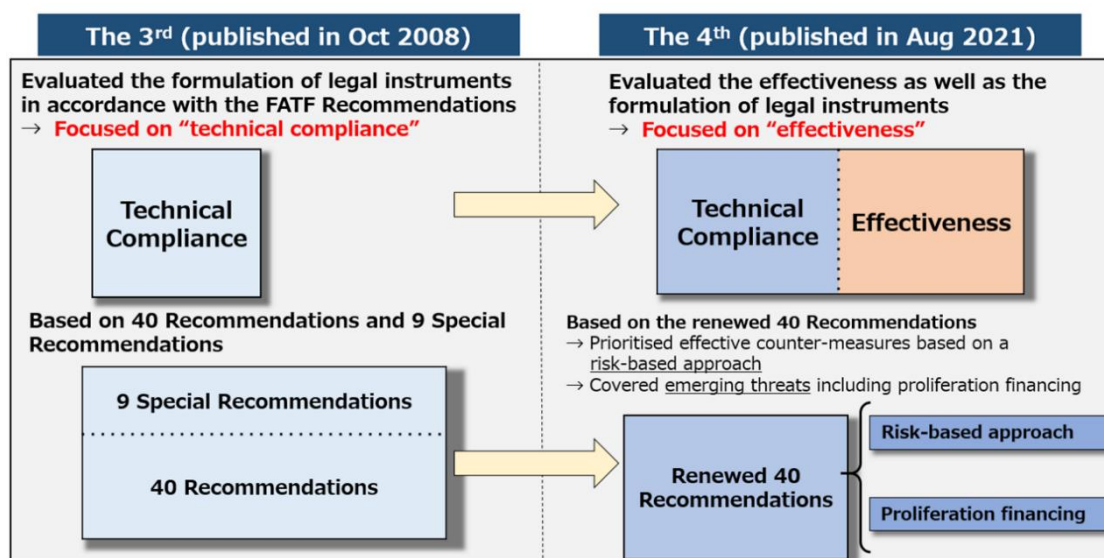 The 3rd (published in Oct 2008)
Evaluated the formulation of legal instruments
in accordance with the FATF Recommendations
→ Focused on “technical compliance”
Technical
Compliance
Based on 40 Recommendations and 9 Special
Recommendations
9 Special Recommendations
40 Recommendations
The 4th (published in Aug 2021)
Evaluated the effectiveness as well as the
formulation of legal instruments
→ Focused on “effectiveness”
Technical
Compliance
Effectiveness
Based on the renewed 40 Recommendations
→ Prioritised effective counter-measures based on a
risk-based approach
→ Covered emerging threats including proliferation financing
Renewed 40
Recommendations
Risk-based approach
Proliferation financing